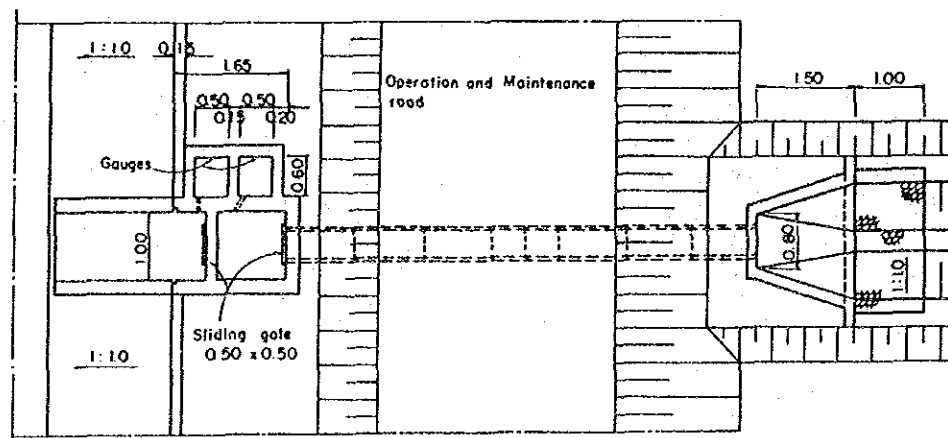 1:1.0 0.15
1.65
0.50 0.50
0.15 0.20
Gauges
0.60
1.00
Sliding gate
0.50 x 0.50
1:1.0
Operation and Maintenance
road
1.50 1.00
0.80
1:1.0